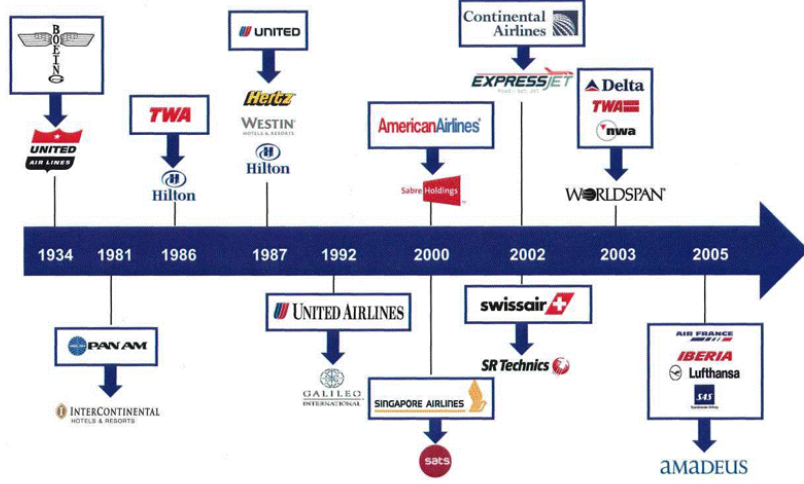 BOEING
UNITED
AIR LINES
TWA
Hilton
UNITED
Hertz
WESTIN
HOTELS & RESORTS
Hilton
AmericanAirlines
Sabre Holdings
Continental
Airlines
EXPRESSJET
Delta
TWA
nwa
WORLDSPAN
1934
1981
1986
1987
1992
2000
2002
2003
2005
PAN AM
INTERCONTINENTAL
HOTELS & RESORTS
UNITED AIRLINES
GALILEO
INTERNATIONAL
SINGAPORE AIRLINES
sats
swissair
SR Technics
AIR FRANCE
IBERIA
Lufthansa
SAS
amadeus